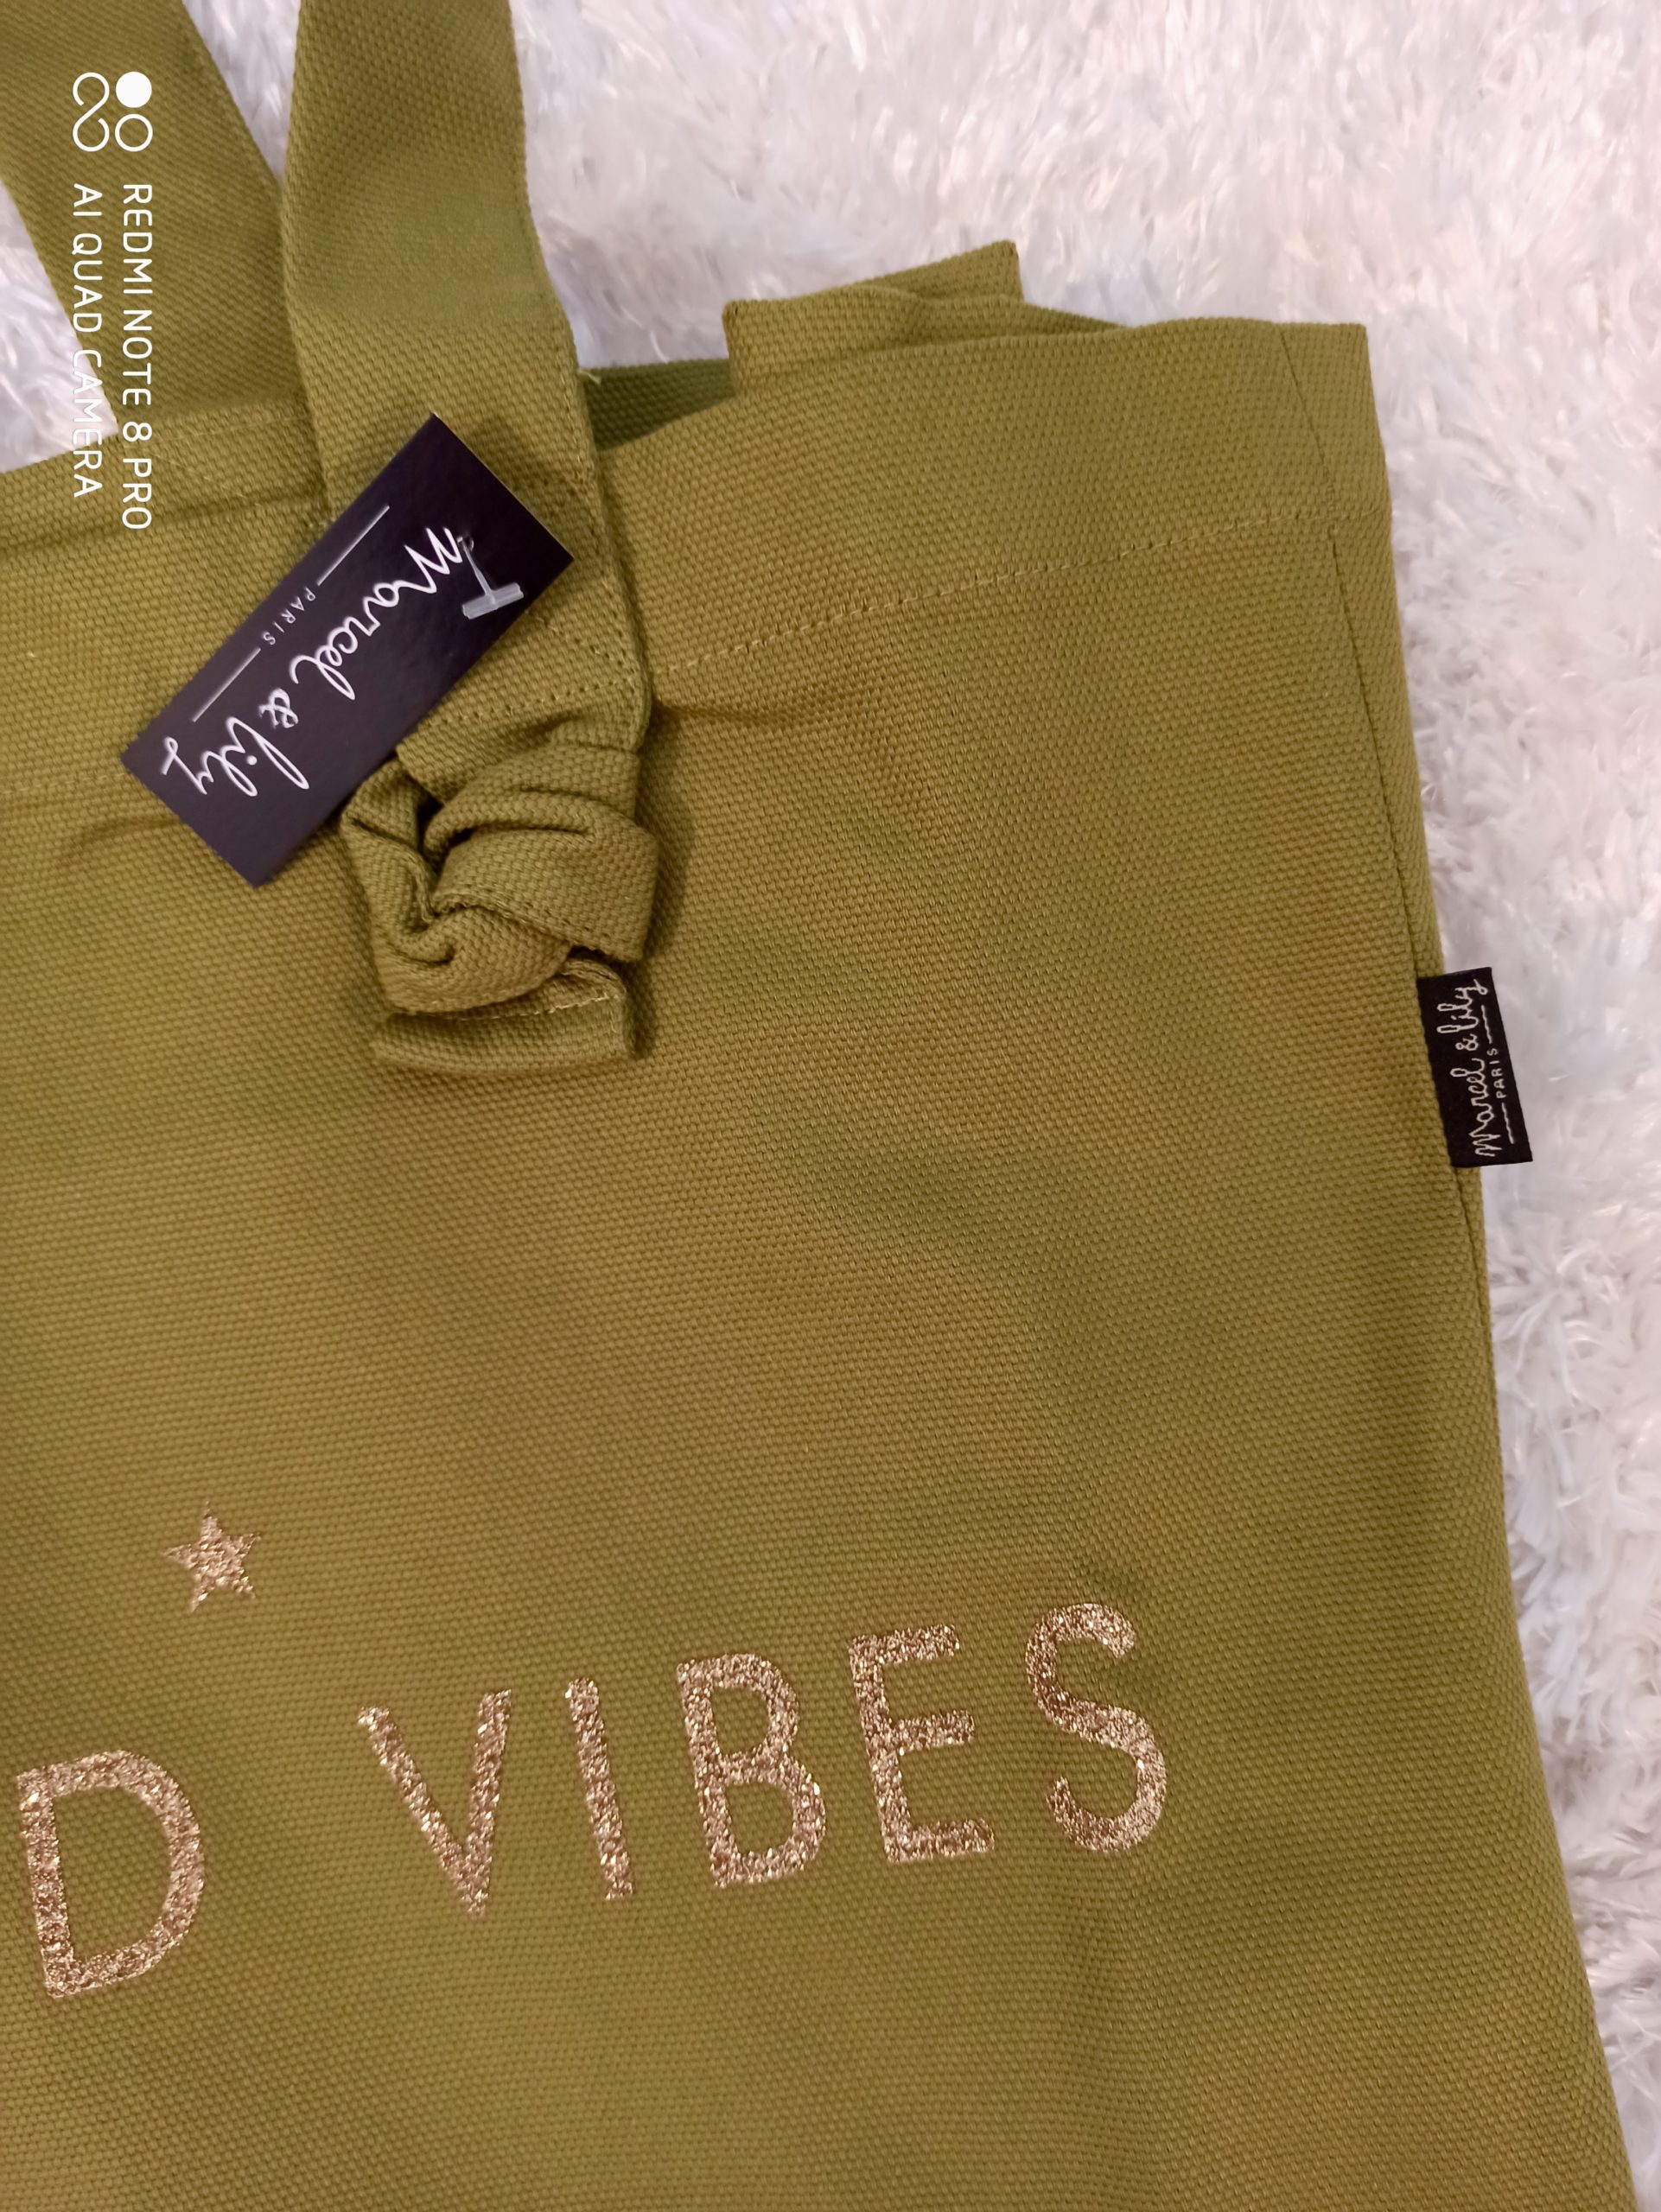 REDMI NOTE 8 PRO
AI QUAD CAMERA
Marcel & Lily
PARIS
Marcel & Lily
PARIS
D VIBES